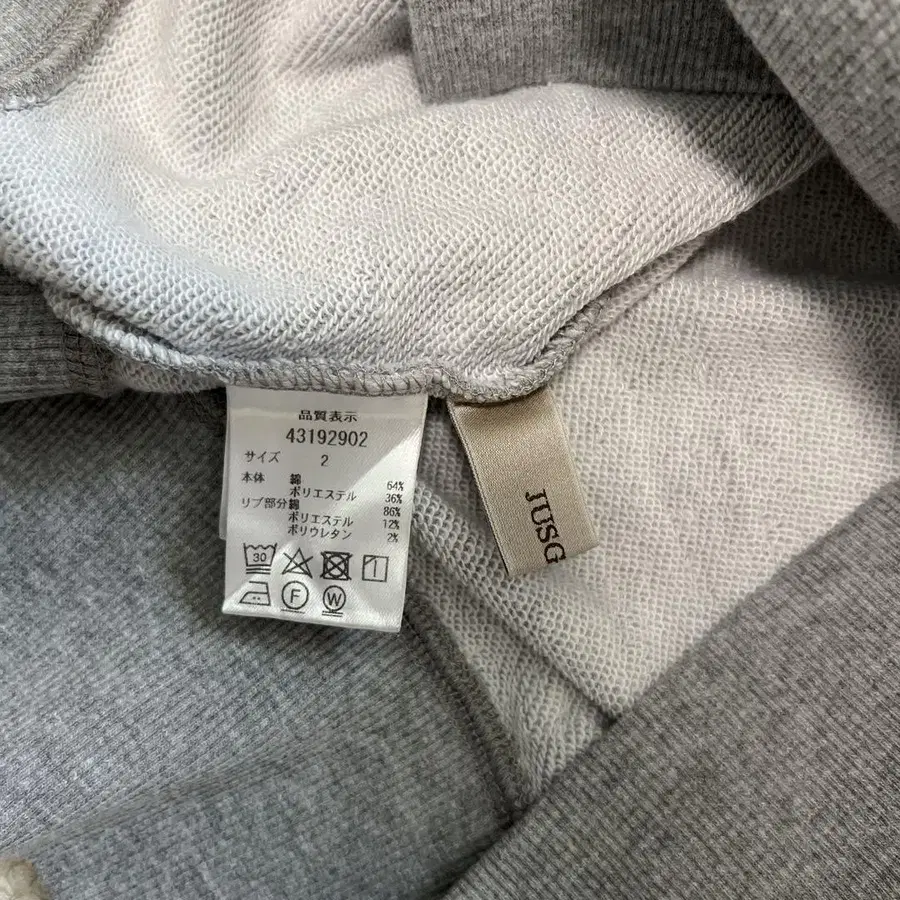 品質表示
43192902
サイズ 2
本体 綿 64%
ポリエステル 36%
リブ部分綿 86%
ポリエステル 12%
ポリウレタン 2%
30
1
F W
JUSG